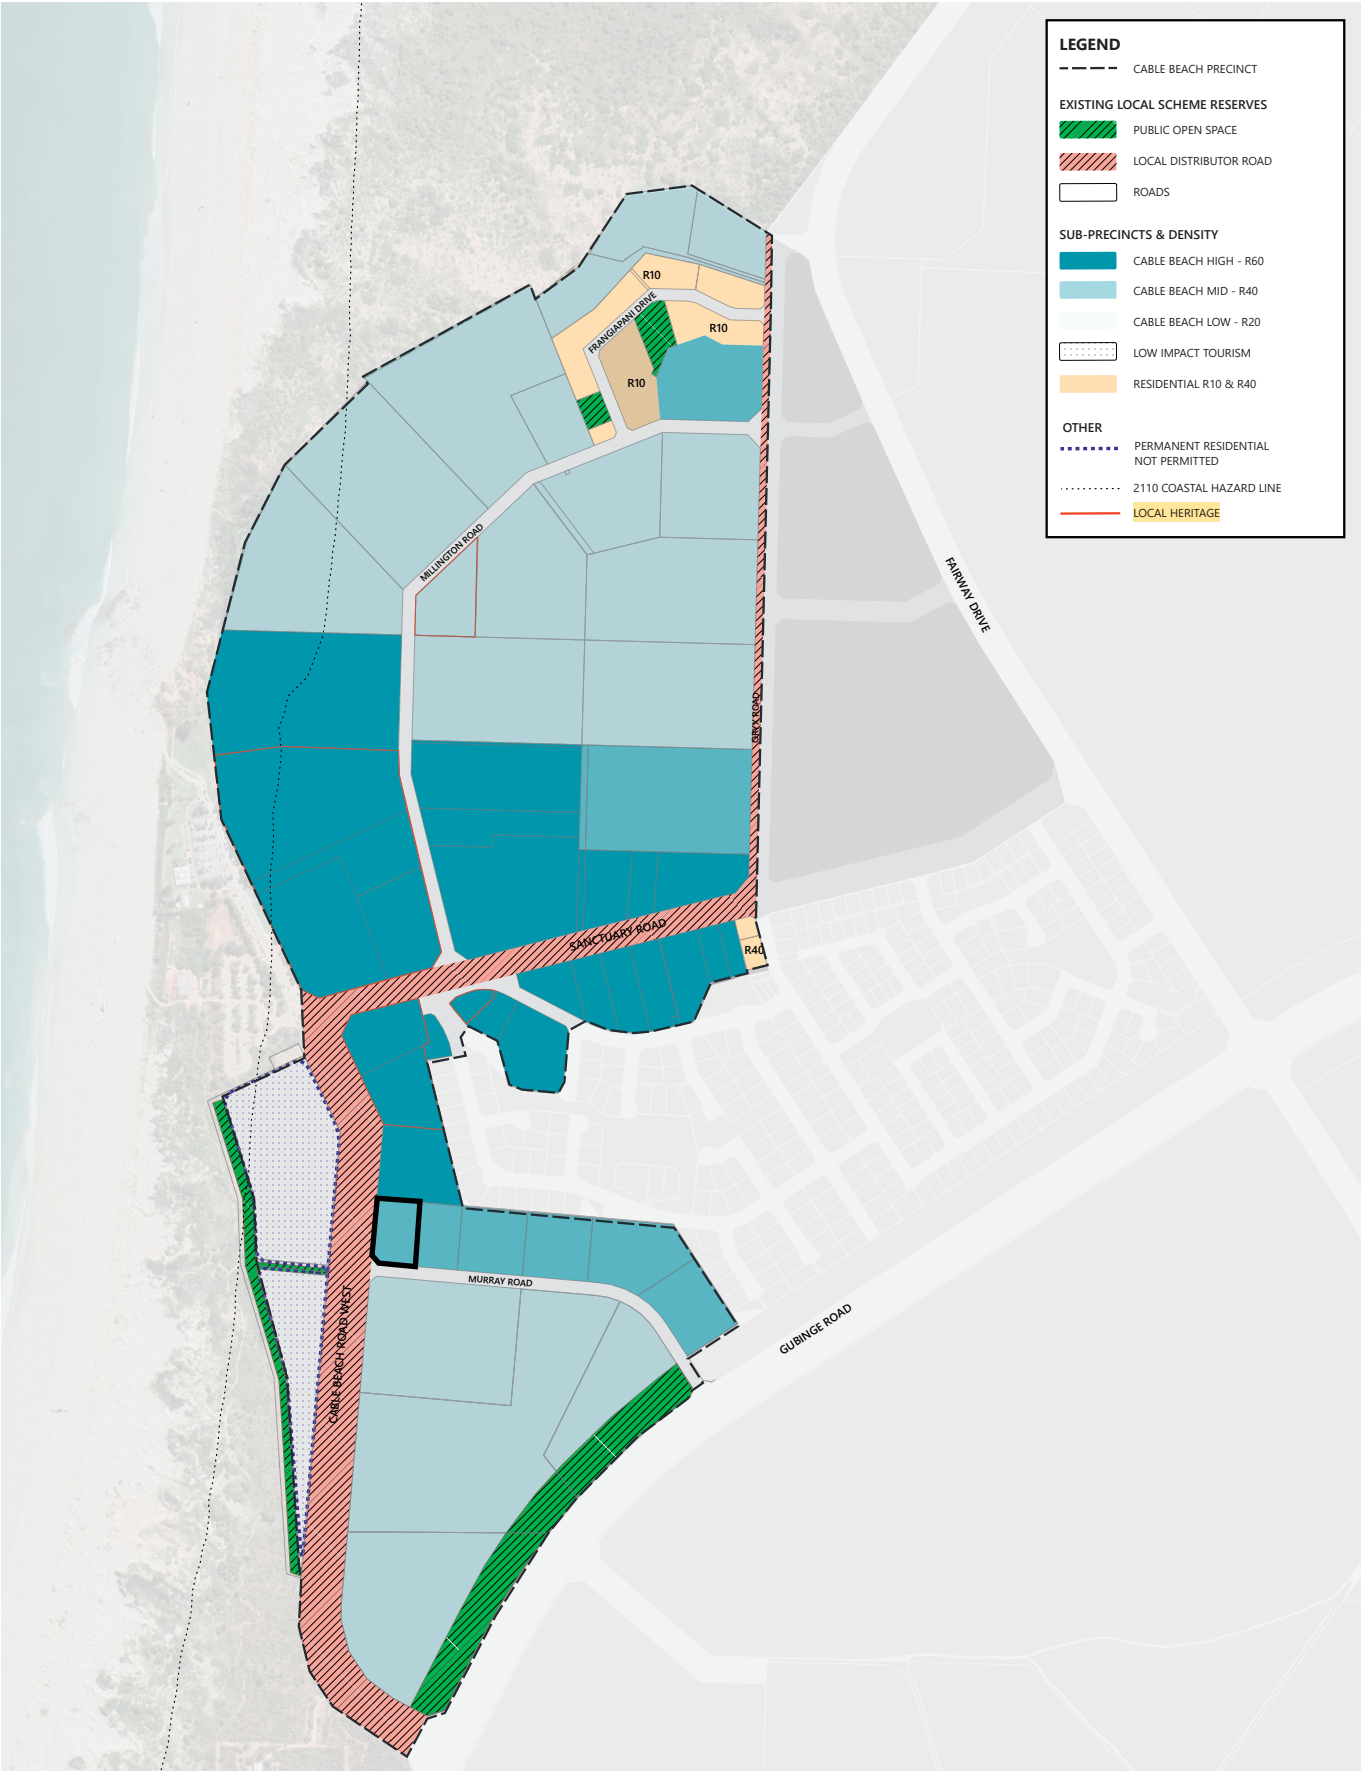 LEGEND
CABLE BEACH PRECINCT
EXISTING LOCAL SCHEME RESERVES
PUBLIC OPEN SPACE
LOCAL DISTRIBUTOR ROAD
ROADS
SUB-PRECINCTS & DENSITY
CABLE BEACH HIGH - R60
CABLE BEACH MID - R40
CABLE BEACH LOW - R20
LOW IMPACT TOURISM
RESIDENTIAL R10 & R40
OTHER
PERMANENT RESIDENTIAL
NOT PERMITTED
2110 COASTAL HAZARD LINE
LOCAL HERITAGE
R10
FRANGIAPANI DRIVE
R10
R10
MILLINGTON ROAD
FAIRWAY DRIVE
ORYX ROAD
SANCTUARY ROAD
R40
MURRAY ROAD
GUBINGE ROAD
CABLE BEACH ROAD WEST